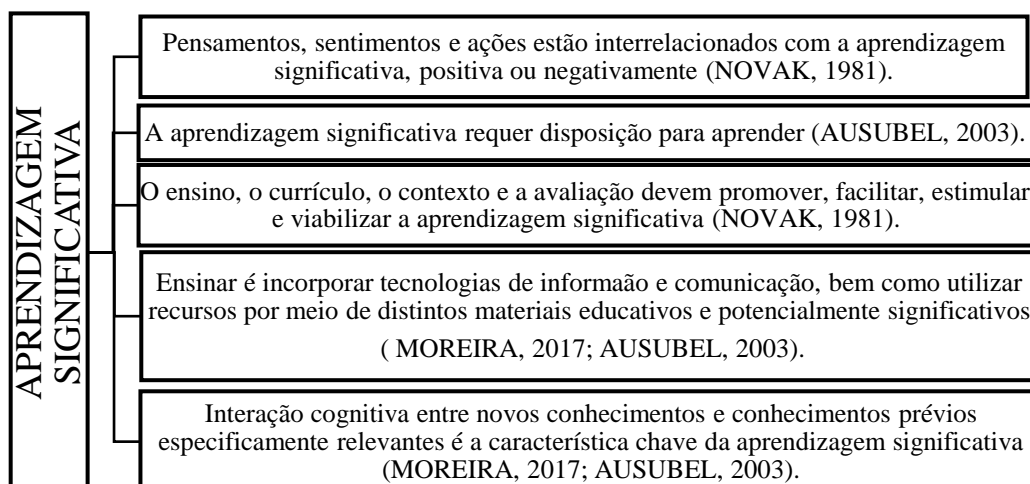 APRENDIZAGEM
SIGNIFICATIVA
Pensamentos, sentimentos e ações estão interrelacionados com a aprendizagem
significativa, positiva ou negativamente (NOVAK, 1981).
A aprendizagem significativa requer disposição para aprender (AUSUBEL, 2003).
O ensino, o currículo, o contexto e a avaliação devem promover, facilitar, estimular
e viabilizar a aprendizagem significativa (NOVAK, 1981).
Ensinar é incorporar tecnologias de informaão e comunicação, bem como utilizar
recursos por meio de distintos materiais educativos e potencialmente significativos
( MOREIRA, 2017; AUSUBEL, 2003).
Interação cognitiva entre novos conhecimentos e conhecimentos prévios
especificamente relevantes é a característica chave da aprendizagem significativa
(MOREIRA, 2017; AUSUBEL, 2003).